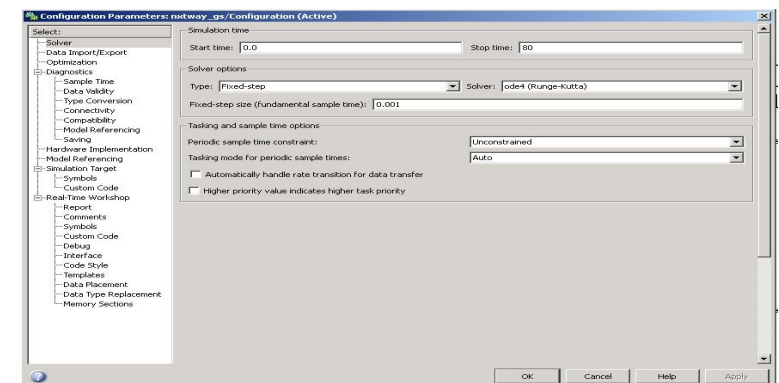 Configuration Parameters: nxtway_gs/Configuration (Active)
Select:
Solver
Data Import/Export
Optimization
Diagnostics
Sample Time
Data Validity
Type Conversion
Connectivity
Compatibility
Model Referencing
Saving
Hardware Implementation
Model Referencing
Simulation Target
Symbols
Custom Code
Real-Time Workshop
Report
Comments
Symbols
Custom Code
Debug
Interface
Code Style
Templates
Data Placement
Data Type Replacement
Memory Sections
Simulation time
Start time: 0.0 Stop time: 80
Solver options
Type: Fixed-step Solver: ode4 (Runge-Kutta)
Fixed-step size (fundamental sample time): 0.001
Tasking and sample time options
Periodic sample time constraint: Unconstrained
Tasking mode for periodic sample times: Auto
Automatically handle rate transition for data transfer
Higher priority value indicates higher task priority
OK Cancel Help Apply